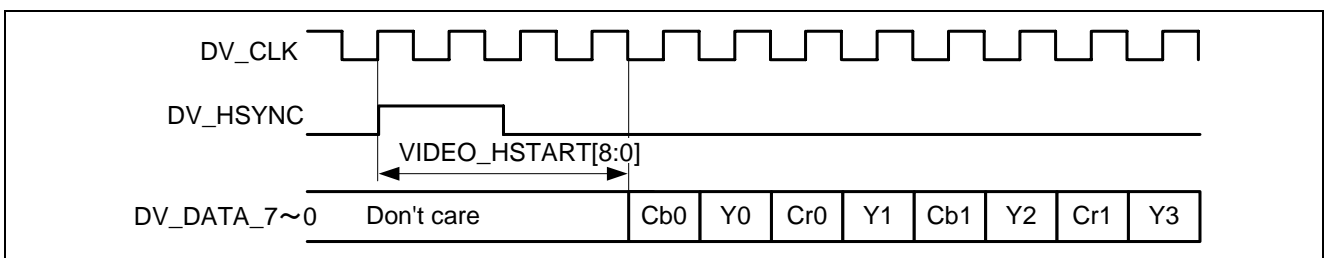 DV_CLK
DV_HSYNC
VIDEO_HSTART[8:0]
DV_DATA_7～0 Don't care Cb0 Y0 Cr0 Y1 Cb1 Y2 Cr1 Y3